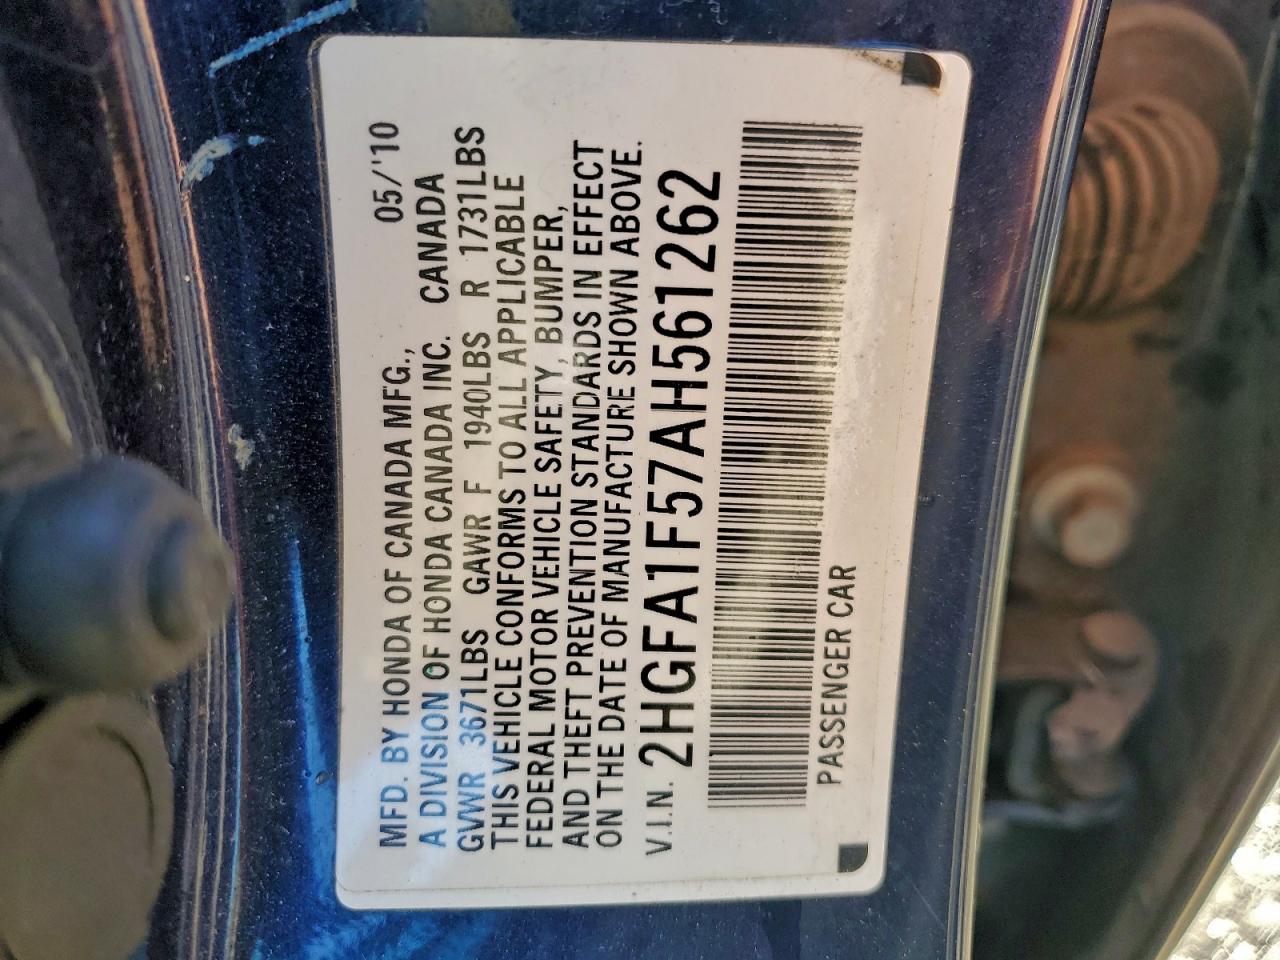 MFD. BY HONDA OF CANADA MFG., 05/'10
A DIVISION OF HONDA CANADA INC. CANADA
GVWR 3671LBS GAWR F 1940LBS R 1731LBS
THIS VEHICLE CONFORMS TO ALL APPLICABLE
FEDERAL MOTOR VEHICLE SAFETY, BUMPER,
AND THEFT PREVENTION STANDARDS IN EFFECT
ON THE DATE OF MANUFACTURE SHOWN ABOVE.
V.I.N. 2HGFA1F57AH561262
PASSENGER CAR